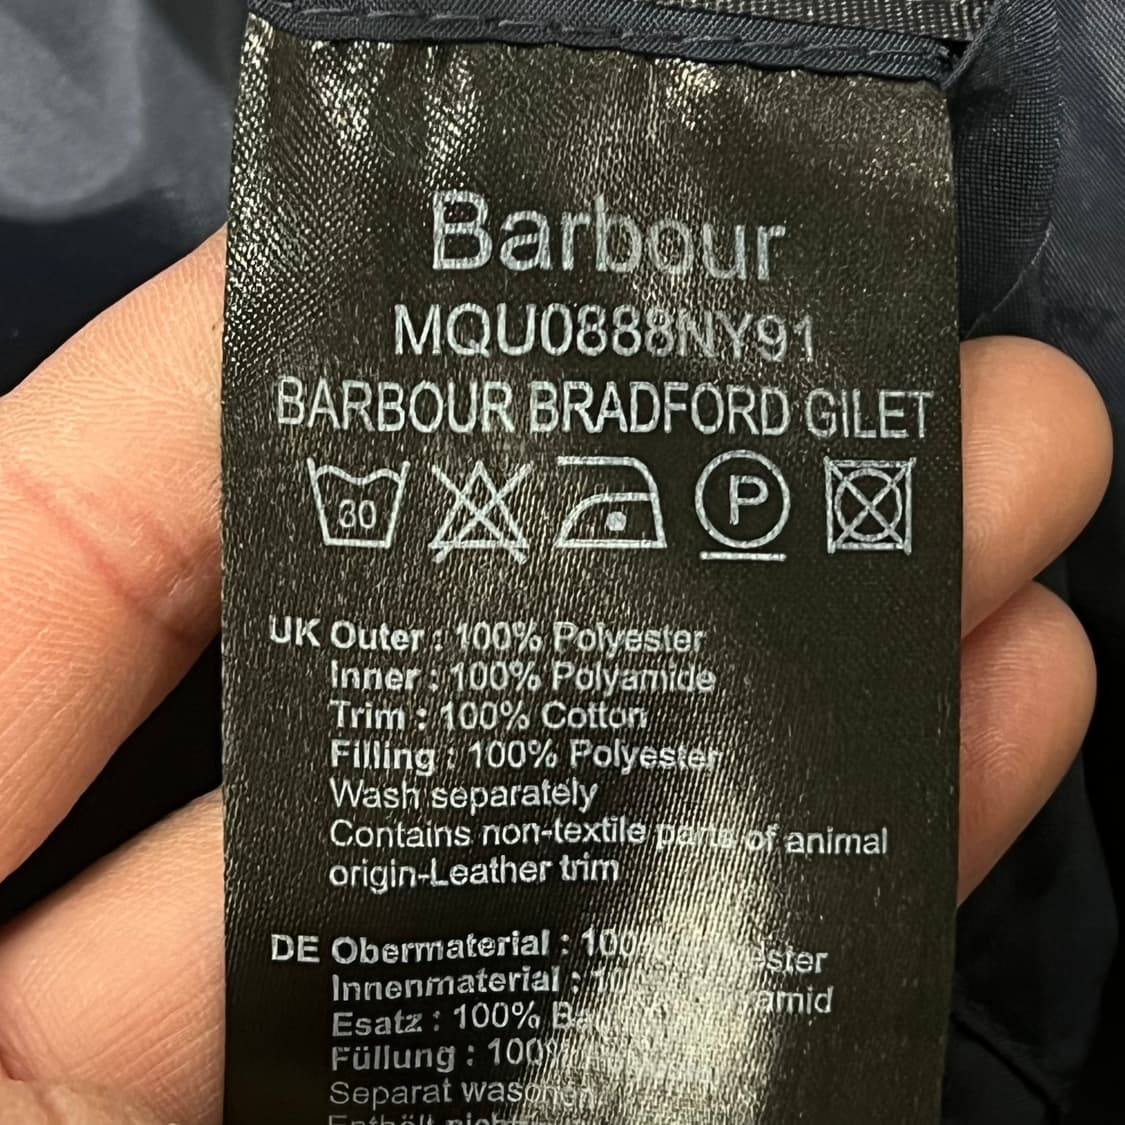 Barbour
MQU0888NY91
BARBOUR BRADFORD GILET
30
P
UK Outer : 100% Polyester
Inner : 100% Polyamide
Trim : 100% Cotton
Filling : 100% Polyester
Wash separately
Contains non-textile parts of animal
origin-Leather trim
DE Obermaterial : 100%
Innenmaterial :
Esatz : 100%
Füllung : 100%
Separat